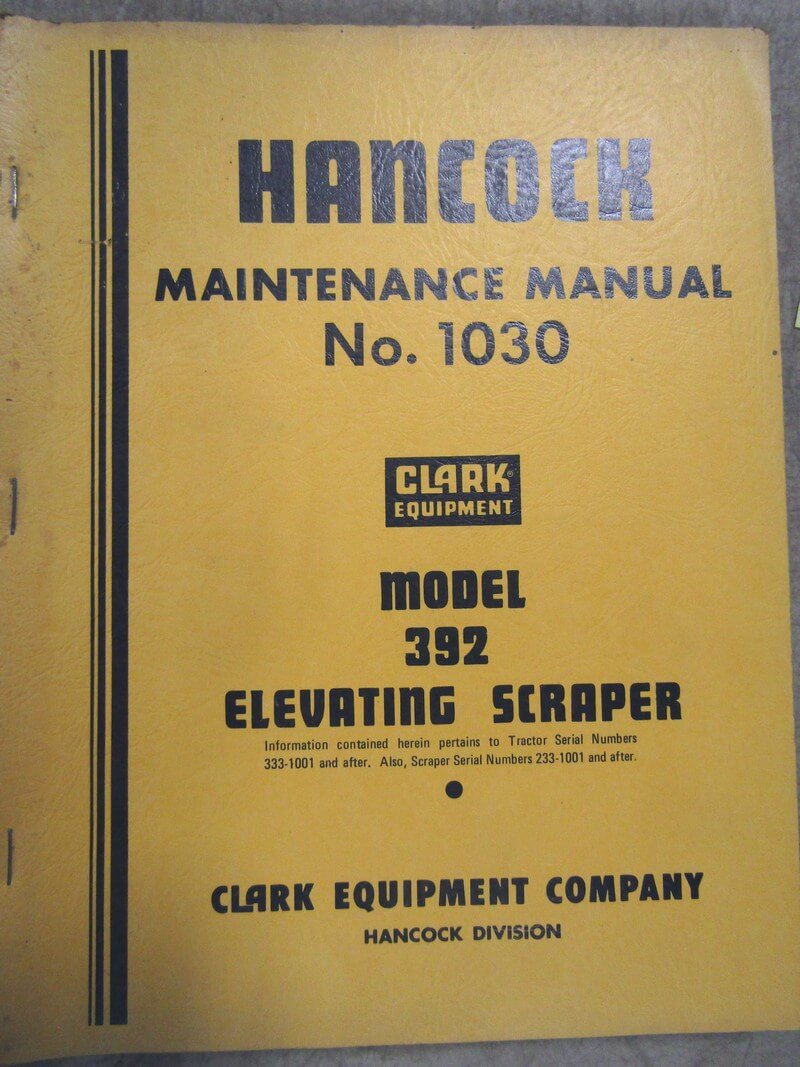 HANCOCK
MAINTENANCE MANUAL
No. 1030
CLARK®
EQUIPMENT
MODEL
392
ELEVATING SCRAPER
Information contained herein pertains to Tractor Serial Numbers
333-1001 and after. Also, Scraper Serial Numbers 233-1001 and after.
CLARK EQUIPMENT COMPANY
HANCOCK DIVISION